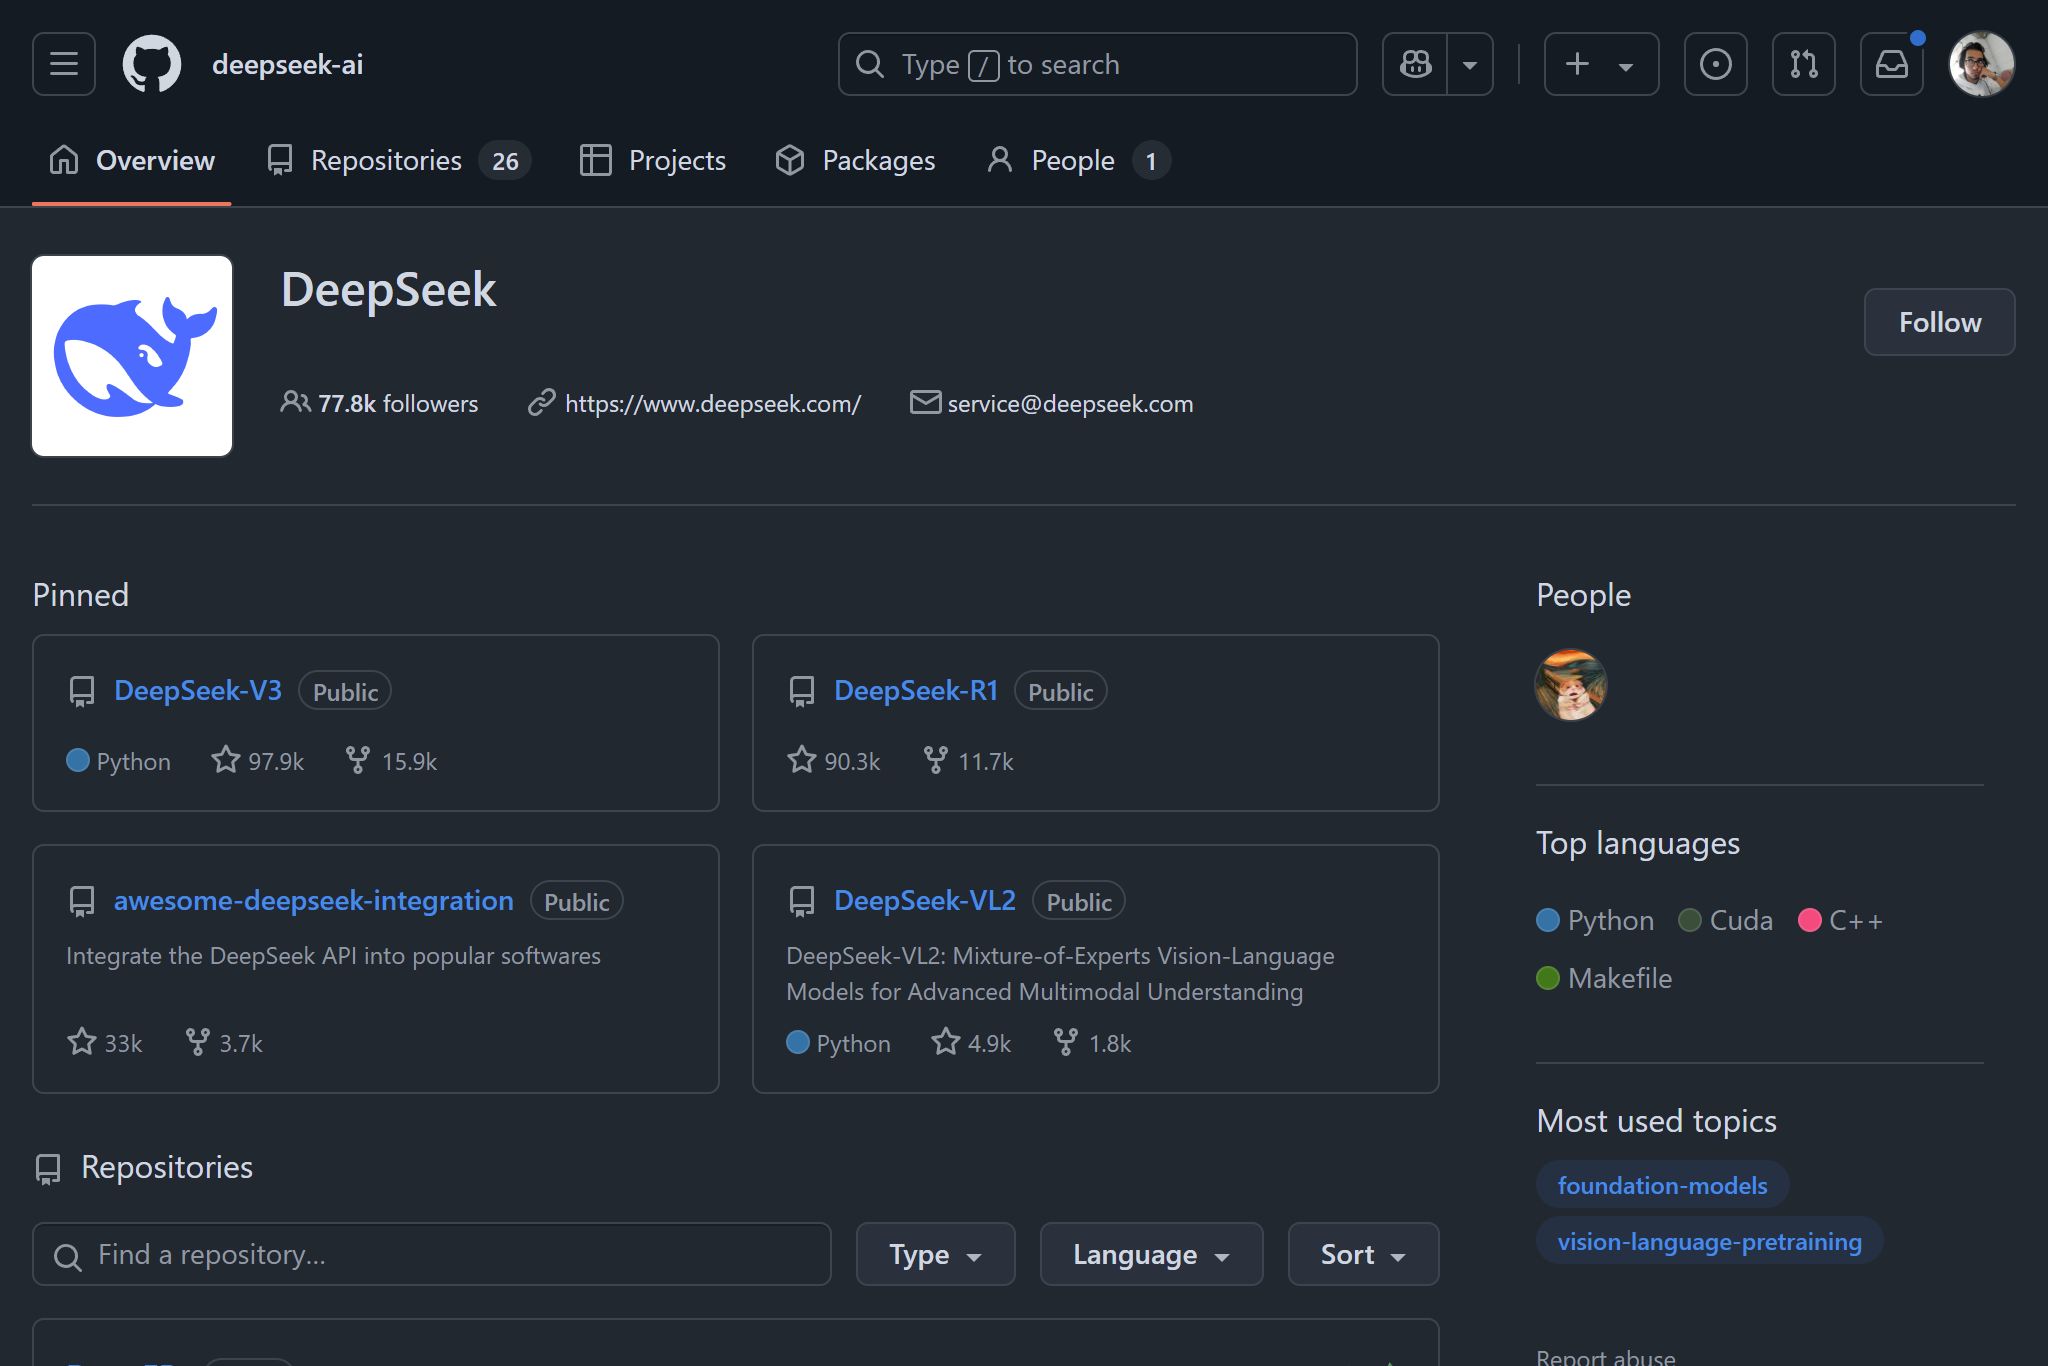 deepseek-ai
Type / to search
Overview
Repositories 26
Projects
Packages
People 1
DeepSeek
Follow
77.8k followers
https://www.deepseek.com/
service@deepseek.com
Pinned
DeepSeek-V3 Public
Python 97.9k 15.9k
DeepSeek-R1 Public
90.3k 11.7k
awesome-deepseek-integration Public
Integrate the DeepSeek API into popular softwares
33k 3.7k
DeepSeek-VL2 Public
DeepSeek-VL2: Mixture-of-Experts Vision-Language
Models for Advanced Multimodal Understanding
Python 4.9k 1.8k
Repositories
Find a repository...
Type
Language
Sort
People
Top languages
Python Cuda C++
Makefile
Most used topics
foundation-models
vision-language-pretraining
Report abuse